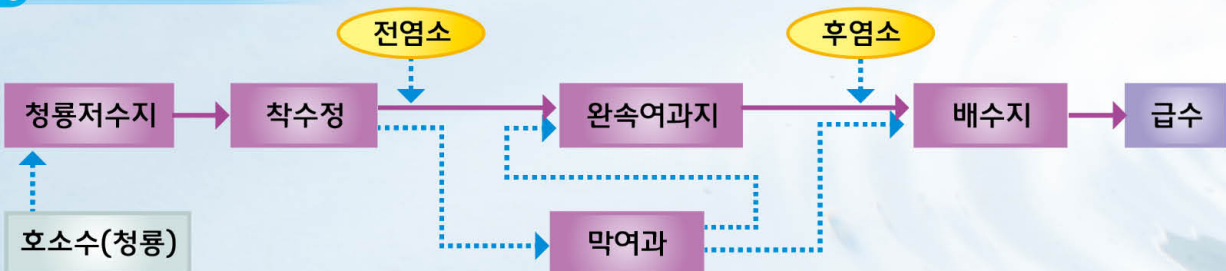 전염소
후염소
청룡저수지
착수정
완속여과지
배수지
급수
호소수(청룡)
막여과